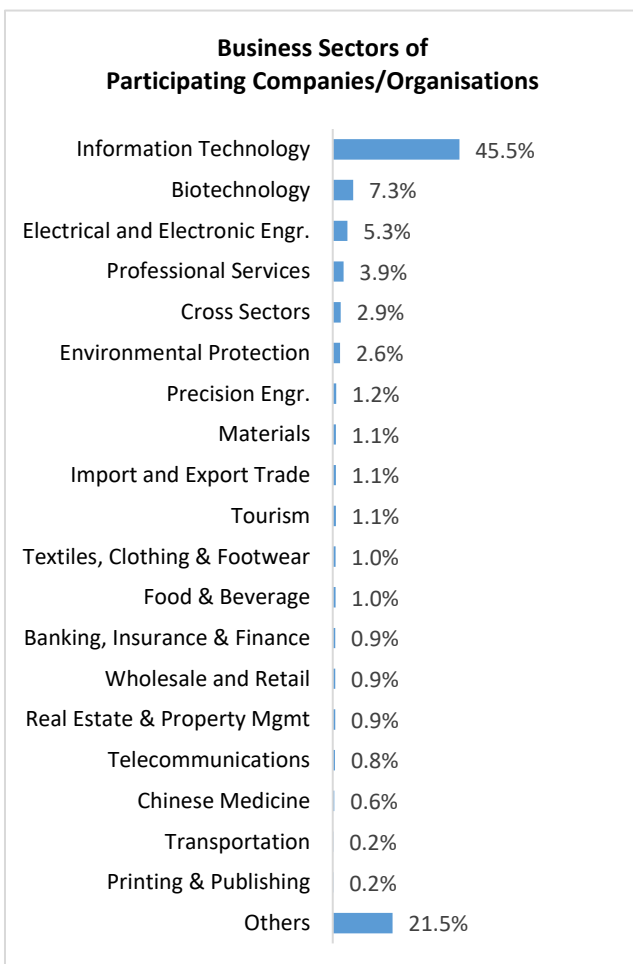 Business Sectors of
Participating Companies/Organisations
Information Technology 45.5%
Biotechnology 7.3%
Electrical and Electronic Engr. 5.3%
Professional Services 3.9%
Cross Sectors 2.9%
Environmental Protection 2.6%
Precision Engr. 1.2%
Materials 1.1%
Import and Export Trade 1.1%
Tourism 1.1%
Textiles, Clothing & Footwear 1.0%
Food & Beverage 1.0%
Banking, Insurance & Finance 0.9%
Wholesale and Retail 0.9%
Real Estate & Property Mgmt 0.9%
Telecommunications 0.8%
Chinese Medicine 0.6%
Transportation 0.2%
Printing & Publishing 0.2%
Others 21.5%